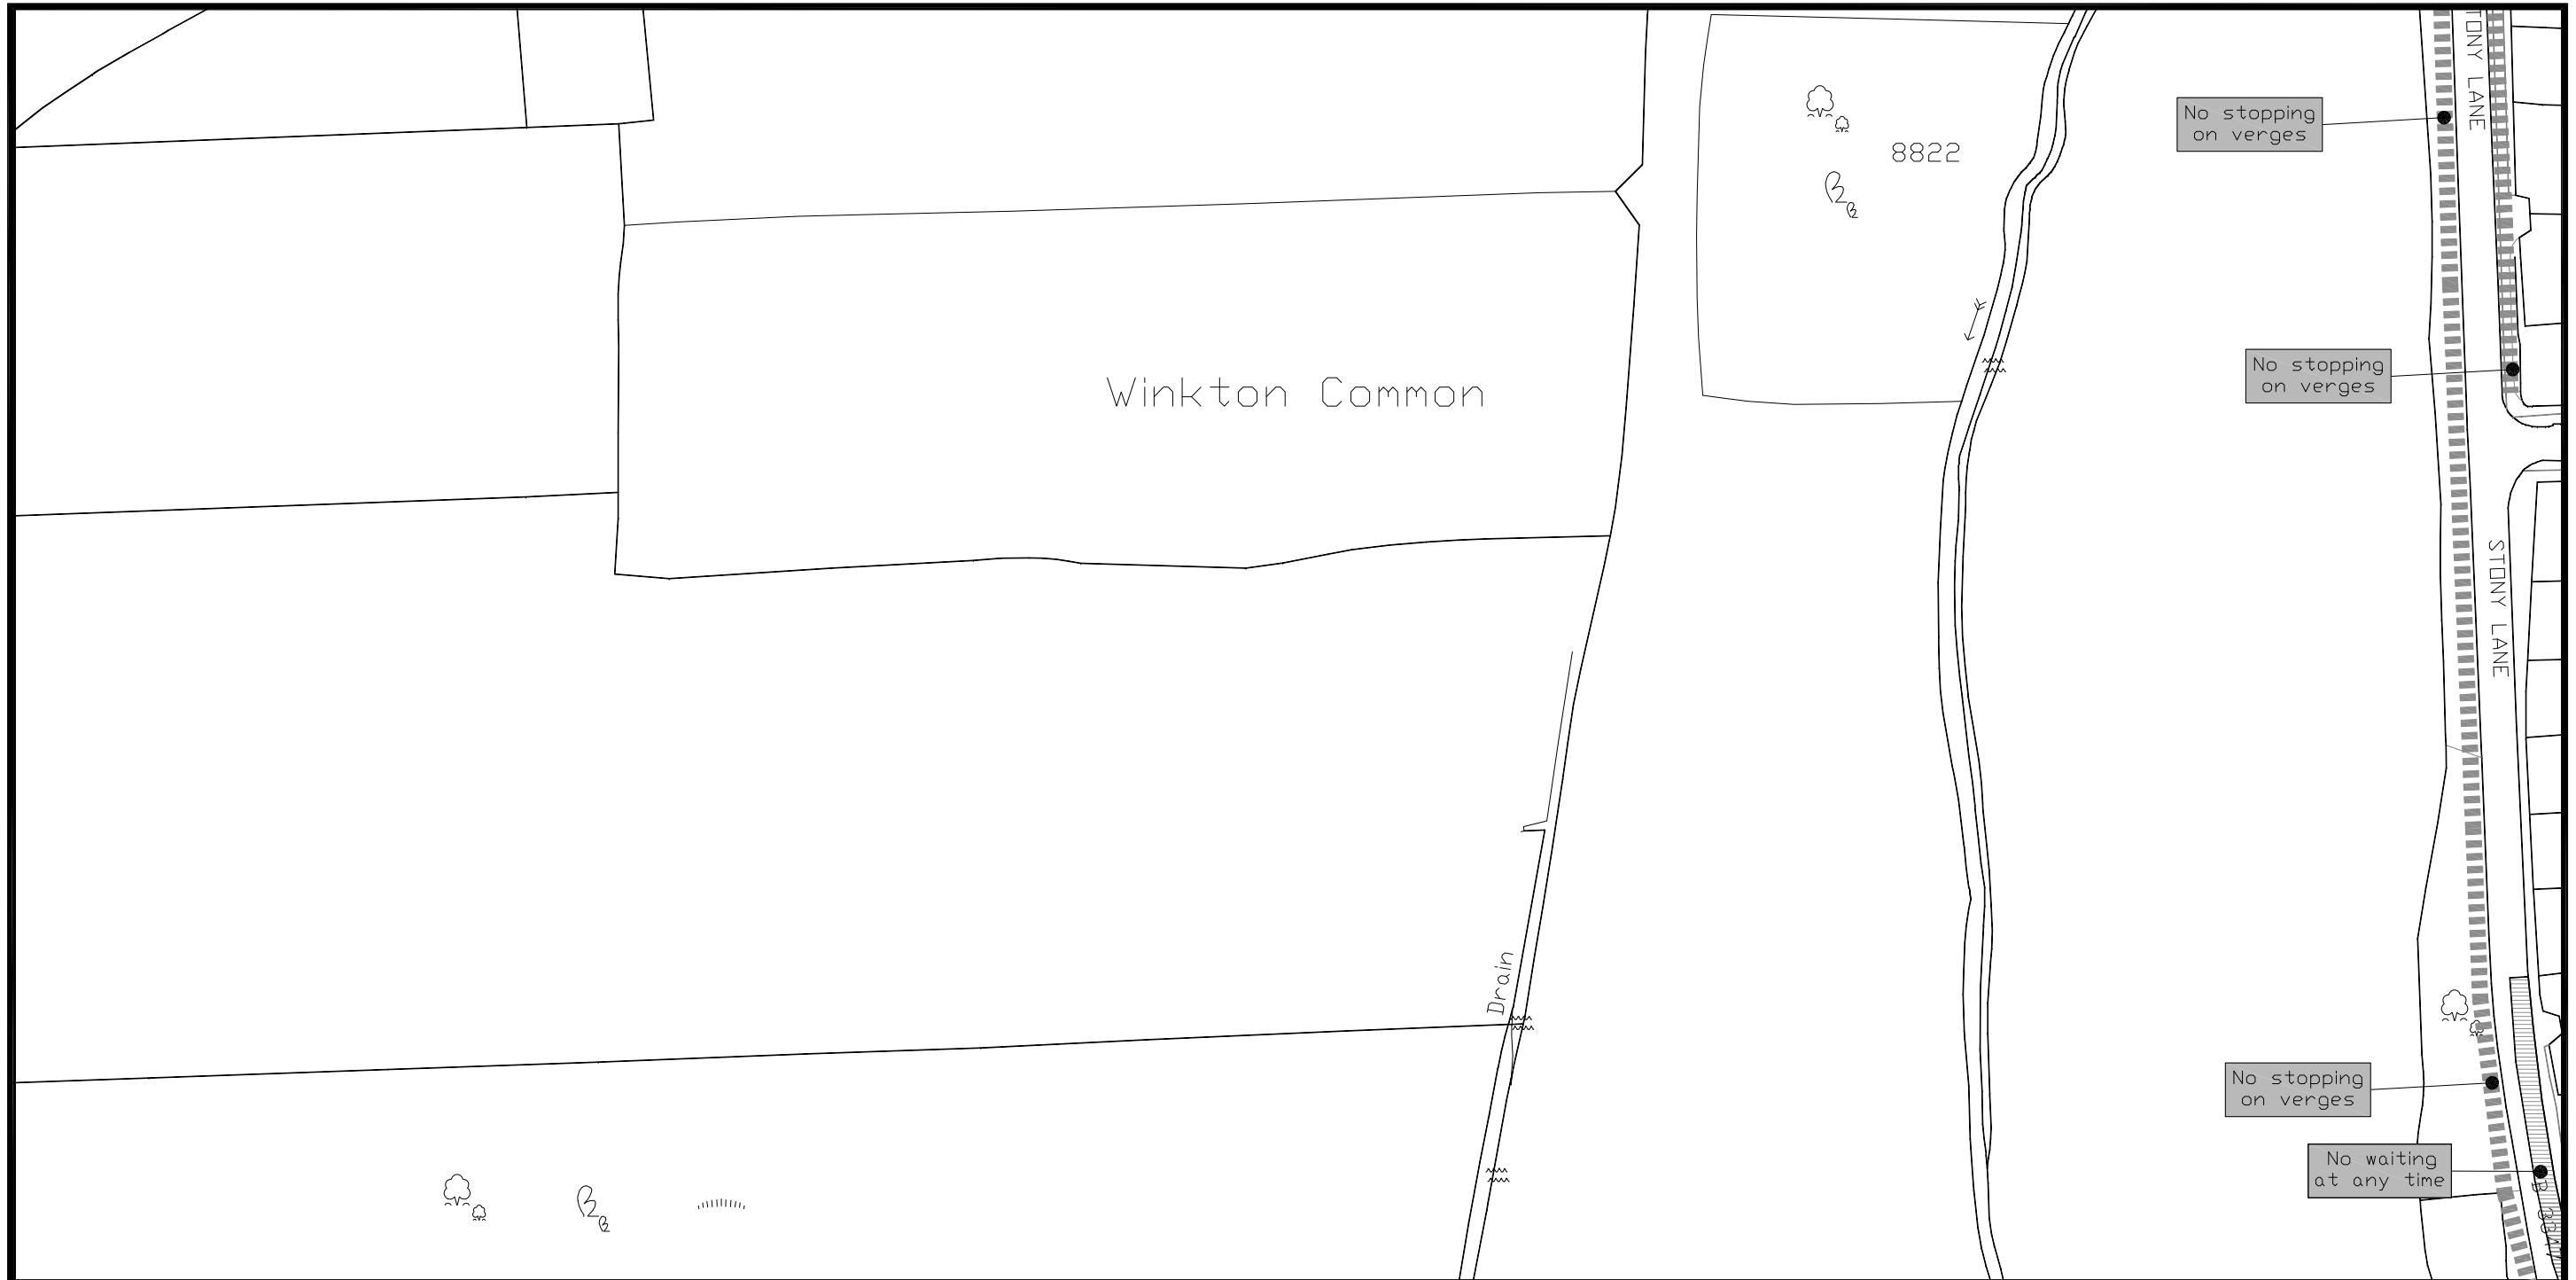 TONY LANE
No stopping
on verges
8822
No stopping
on verges
Winkton Common
STONY LANE
Drain
No stopping
on verges
No waiting
at any time